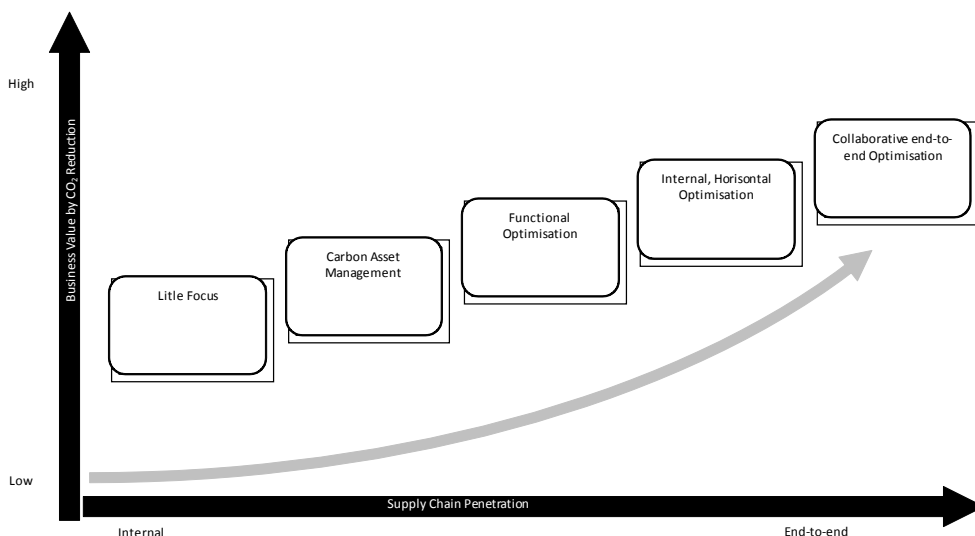 High
Business Value by CO₂ Reduction
Collaborative end-to-
end Optimisation
Internal, Horisontal
Optimisation
Functional
Optimisation
Carbon Asset
Management
Litle Focus
Low
Supply Chain Penetration
Internal
End-to-end